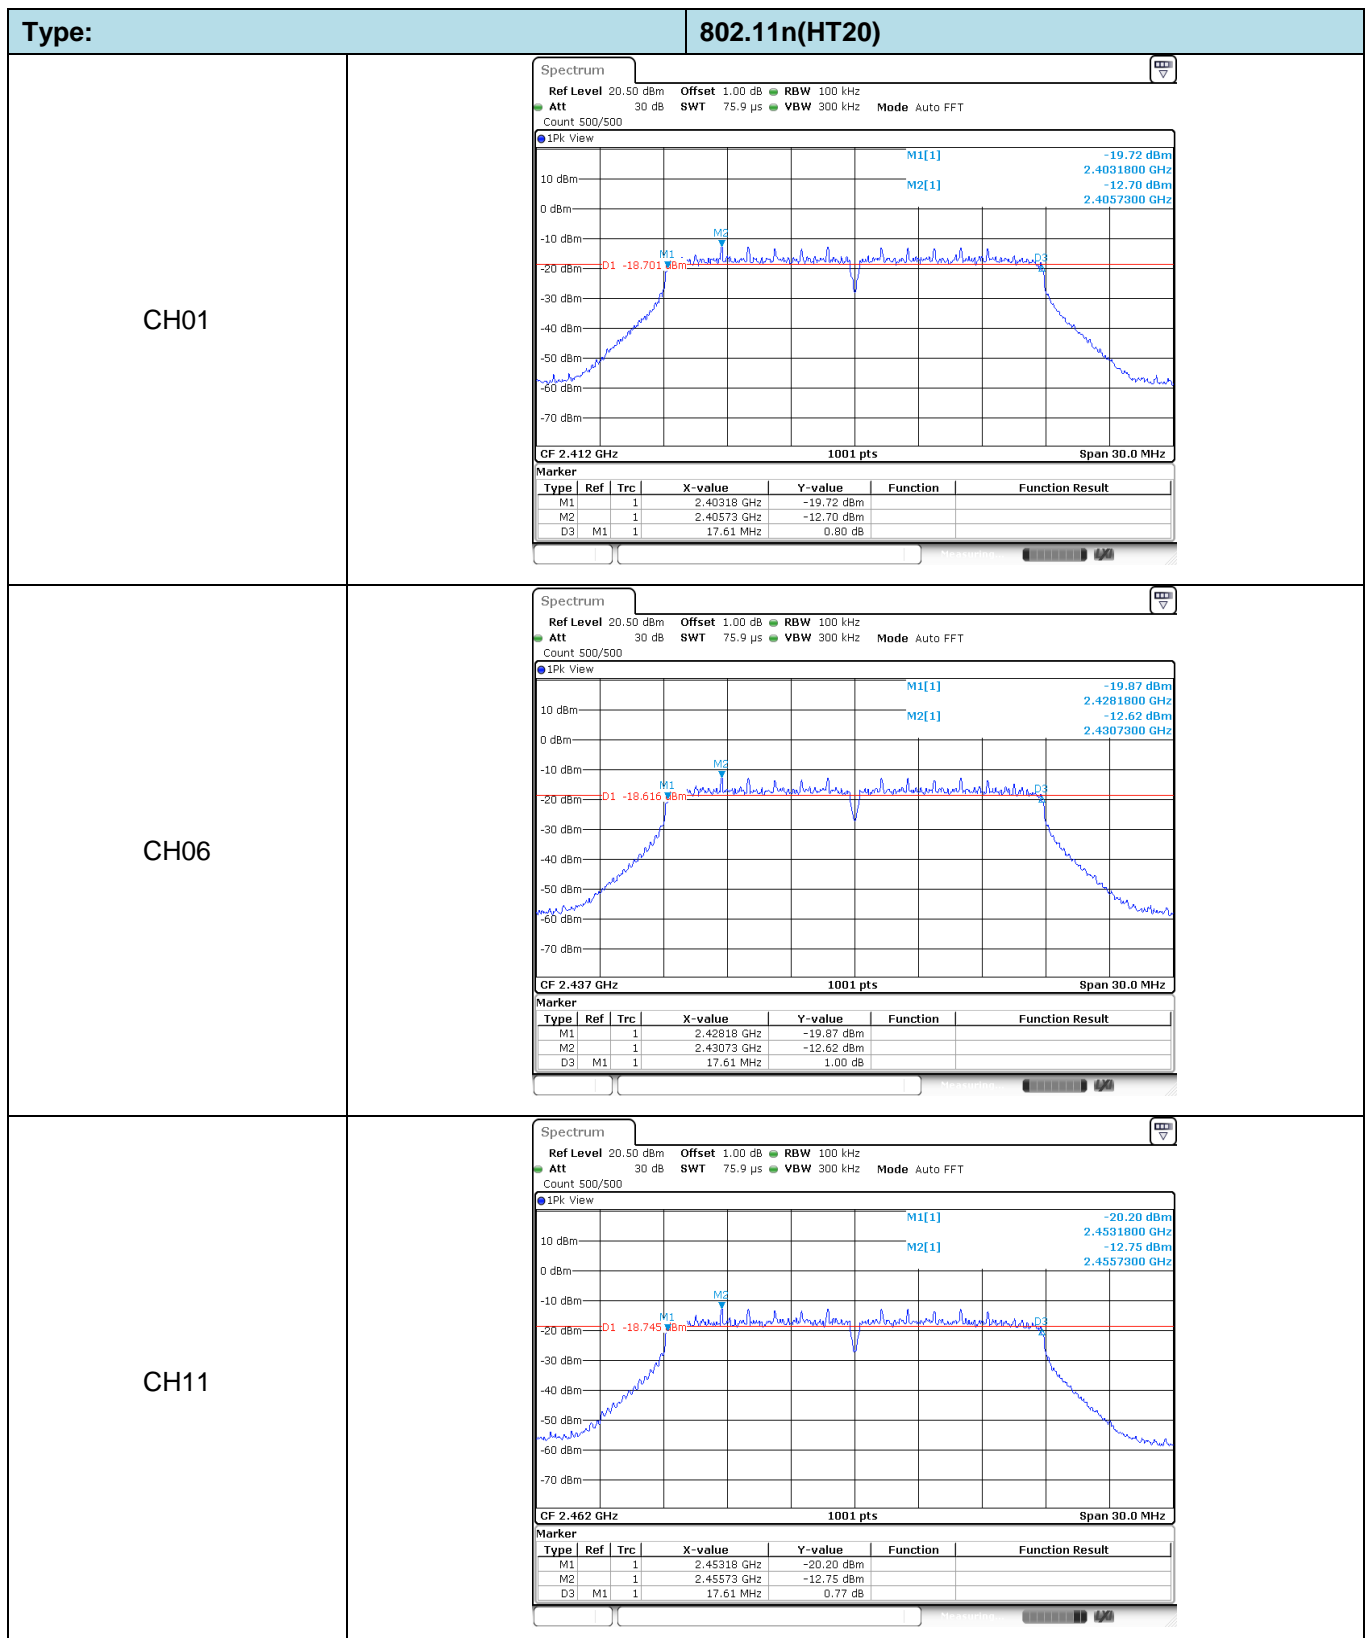 Type: 802.11n(HT20)
CH01
Spectrum
Ref Level 20.50 dBm Offset 1.00 dB RBW 100 kHz
Att 30 dB SWT 75.9 µs VBW 300 kHz Mode Auto FFT
Count 500/500
1Pk View
M1[1] -19.72 dBm
2.4031800 GHz
10 dBm
M2[1] -12.70 dBm
2.4057300 GHz
0 dBm
M2
-10 dBm
M1
D3
D1 -18.701 dBm
-20 dBm
-30 dBm
-40 dBm
-50 dBm
-60 dBm
-70 dBm
CF 2.412 GHz 1001 pts Span 30.0 MHz
Marker
Type Ref Trc X-value Y-value Function Function Result
M1 1 2.40318 GHz -19.72 dBm
M2 1 2.40573 GHz -12.70 dBm
D3 M1 1 17.61 MHz 0.80 dB
Measuring...
CH06
Spectrum
Ref Level 20.50 dBm Offset 1.00 dB RBW 100 kHz
Att 30 dB SWT 75.9 µs VBW 300 kHz Mode Auto FFT
Count 500/500
1Pk View
M1[1] -19.87 dBm
2.4281800 GHz
10 dBm
M2[1] -12.62 dBm
2.4307300 GHz
0 dBm
M2
-10 dBm
M1
D3
D1 -18.616 dBm
-20 dBm
-30 dBm
-40 dBm
-50 dBm
-60 dBm
-70 dBm
CF 2.437 GHz 1001 pts Span 30.0 MHz
Marker
Type Ref Trc X-value Y-value Function Function Result
M1 1 2.42818 GHz -19.87 dBm
M2 1 2.43073 GHz -12.62 dBm
D3 M1 1 17.61 MHz 1.00 dB
Measuring...
CH11
Spectrum
Ref Level 20.50 dBm Offset 1.00 dB RBW 100 kHz
Att 30 dB SWT 75.9 µs VBW 300 kHz Mode Auto FFT
Count 500/500
1Pk View
M1[1] -20.20 dBm
2.4531800 GHz
10 dBm
M2[1] -12.75 dBm
2.4557300 GHz
0 dBm
M2
-10 dBm
M1
D3
D1 -18.745 dBm
-20 dBm
-30 dBm
-40 dBm
-50 dBm
-60 dBm
-70 dBm
CF 2.462 GHz 1001 pts Span 30.0 MHz
Marker
Type Ref Trc X-value Y-value Function Function Result
M1 1 2.45318 GHz -20.20 dBm
M2 1 2.45573 GHz -12.75 dBm
D3 M1 1 17.61 MHz 0.77 dB
Measuring...